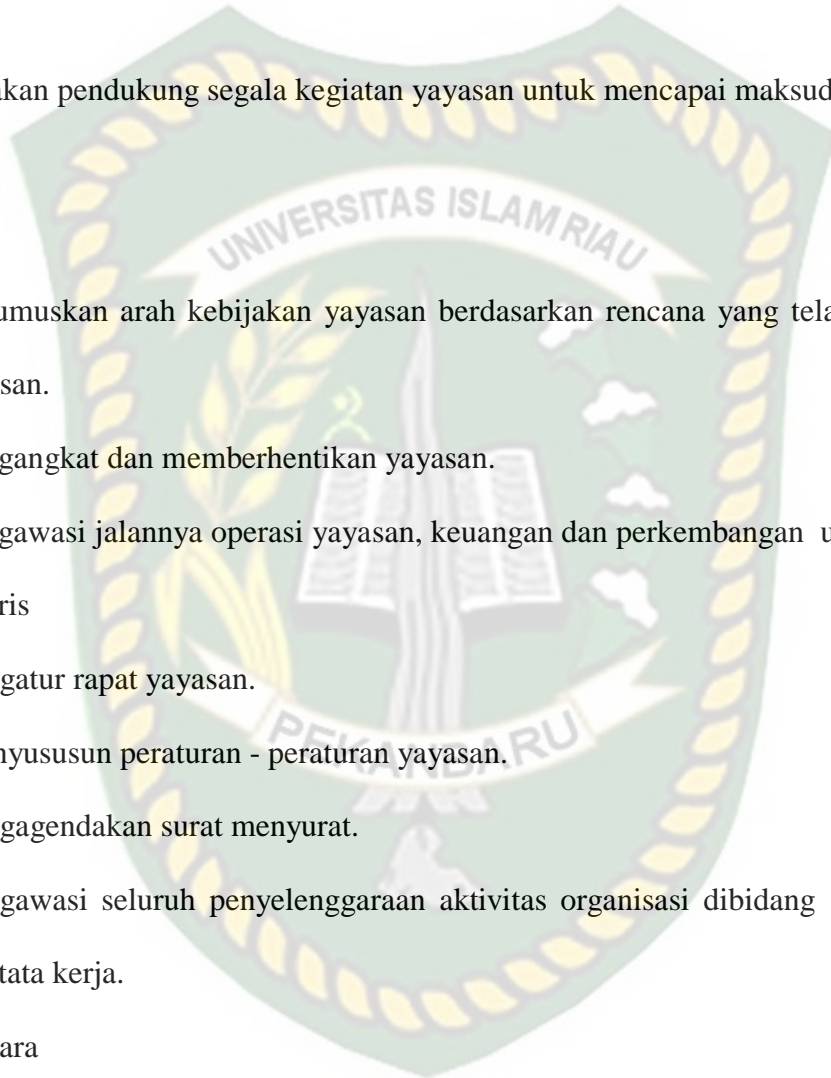 akan pendukung segala kegiatan yayasan untuk mencapai maksud
UNIVERSITAS ISLAM RIAU
umuskan arah kebijakan yayasan berdasarkan rencana yang tela
san.
gangkat dan memberhentikan yayasan.
gawasi jalannya operasi yayasan, keuangan dan perkembangan u
ris
gatur rapat yayasan.
nyususun peraturan - peraturan yayasan.
PEKANBARU
gagendakan surat menyurat.
gawasi seluruh penyelenggaraan aktivitas organisasi dibidang
tata kerja.
ara